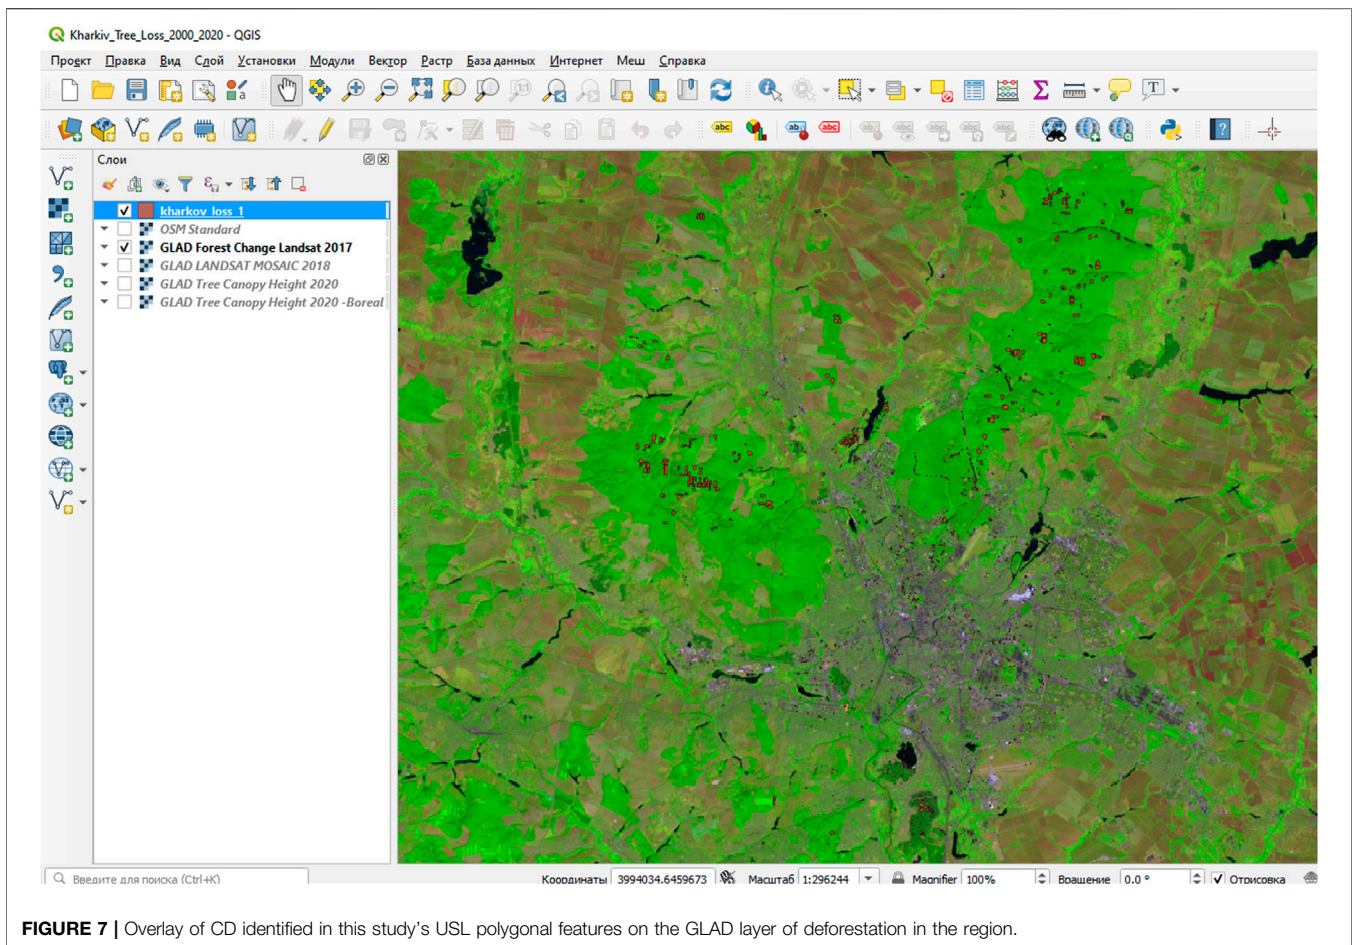 Kharkiv_Tree_Loss_2000_2020 - QGIS
Проект Правка Вид Слой Установки Модули Вектор Растр База данных Интернет Меш Справка
Слои
kharkov_loss_1
OSM Standard
GLAD Forest Change Landsat 2017
GLAD LANDSAT MOSAIC 2018
GLAD Tree Canopy Height 2020
GLAD Tree Canopy Height 2020 -Boreal
Введите для поиска (Ctrl+K) Координаты 3994034.6459673 Масштаб 1:296244 Magnifier 100% Вращение 0.0 ° Отрисовка
FIGURE 7 | Overlay of CD identified in this study's USL polygonal features on the GLAD layer of deforestation in the region.